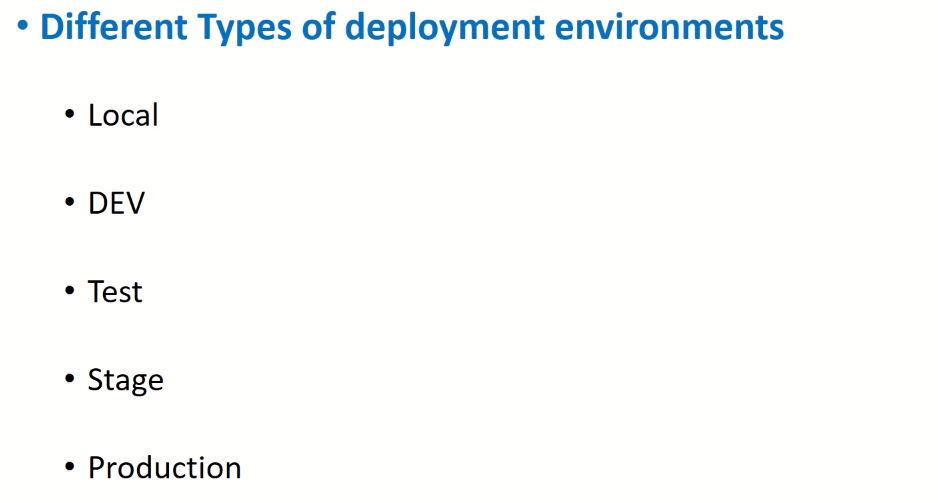 • Different Types of deployment environments
• Local
• DEV
• Test
• Stage
• Production